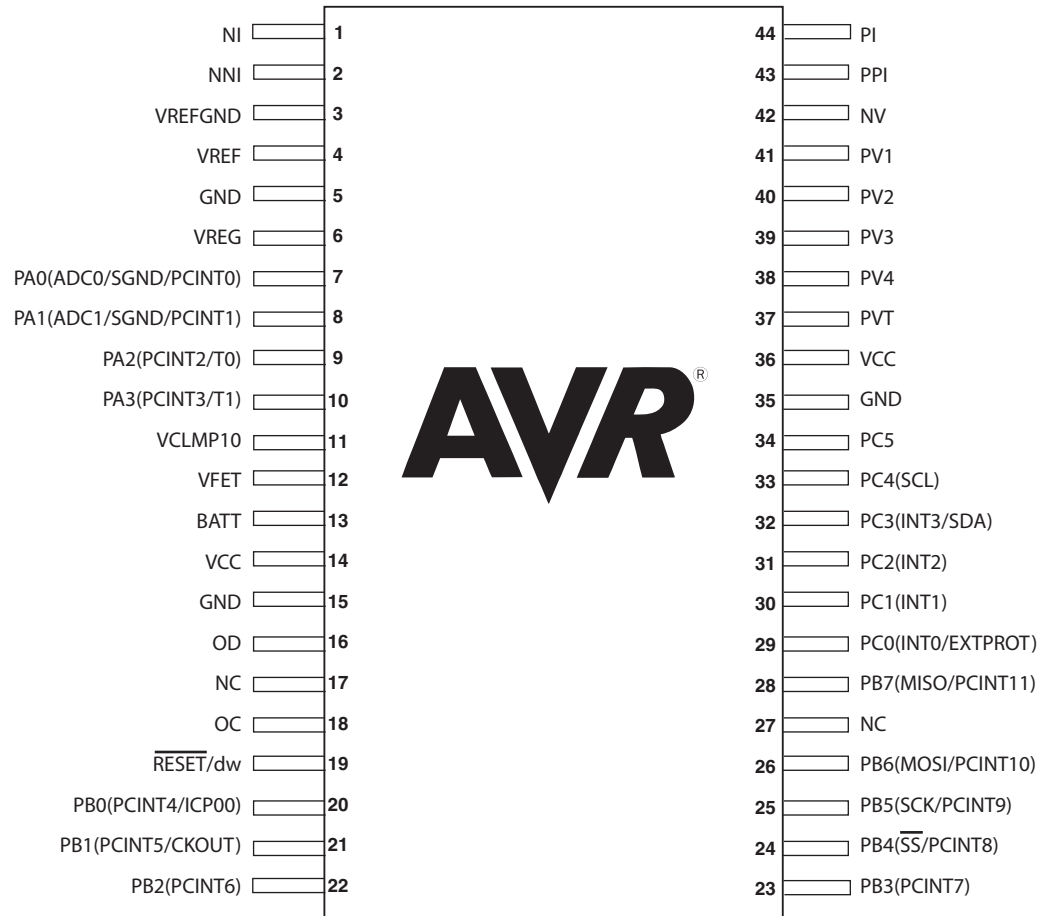 NI 1 44 PI
NNI 2 43 PPI
VREFGND 3 42 NV
VREF 4 41 PV1
GND 5 40 PV2
VREG 6 39 PV3
PA0(ADC0/SGND/PCINT0) 7 38 PV4
PA1(ADC1/SGND/PCINT1) 8 37 PVT
PA2(PCINT2/T0) 9 36 VCC
PA3(PCINT3/T1) 10 35 GND
VCLMP10 11 34 PC5
VFET 12 33 PC4(SCL)
BATT 13 32 PC3(INT3/SDA)
VCC 14 31 PC2(INT2)
GND 15 30 PC1(INT1)
OD 16 29 PC0(INT0/EXTPROT)
NC 17 28 PB7(MISO/PCINT11)
OC 18 27 NC
RESET/dw 19 26 PB6(MOSI/PCINT10)
PB0(PCINT4/ICP00) 20 25 PB5(SCK/PCINT9)
PB1(PCINT5/CKOUT) 21 24 PB4(SS/PCINT8)
PB2(PCINT6) 22 23 PB3(PCINT7)
AVR®